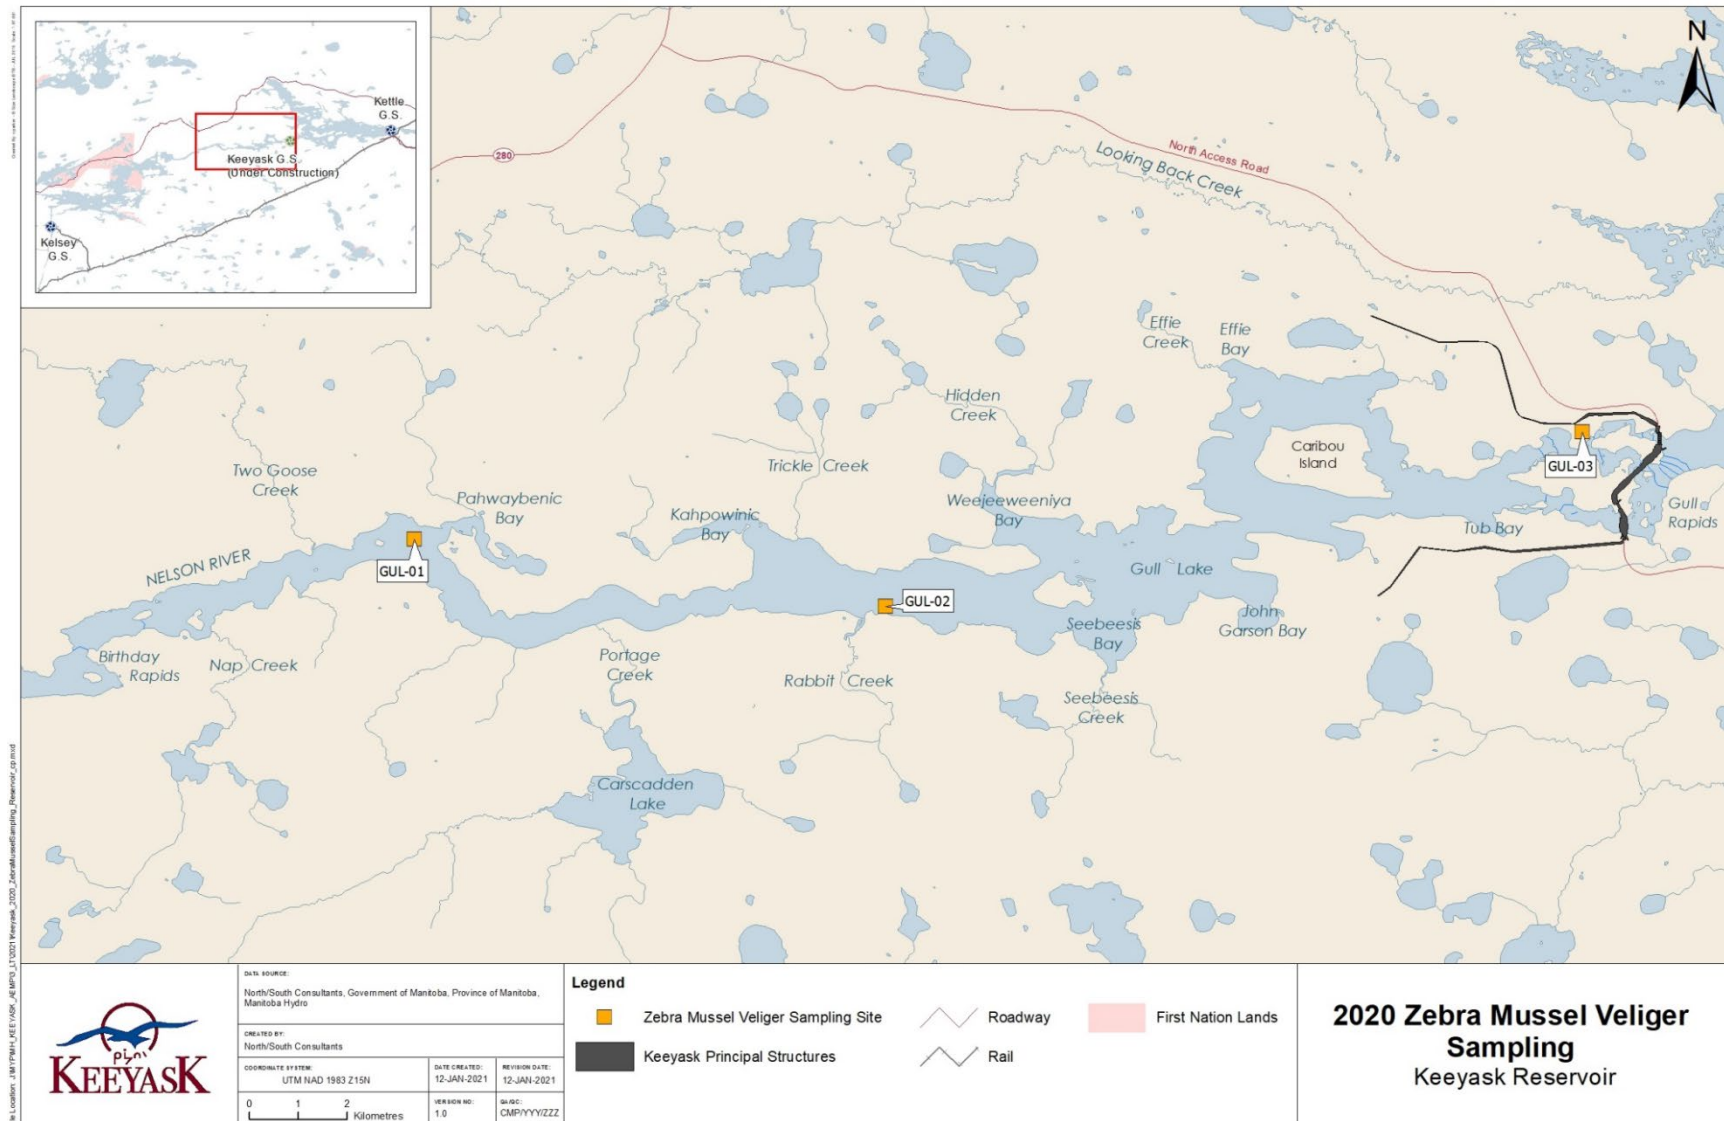 Kettle
G.S.
Keeyask G.S.
(Under Construction)
Kelsey
G.S.
N
280
North Access Road
Looking Back Creek
Effie
Creek
Effie
Bay
Hidden
Creek
Caribou
Island
GUL-03
Two Goose
Creek
Trickle Creek
Pahwaybenic
Bay
Kahpowinic
Bay
Weejeeweeniya
Bay
Tub Bay
Gull
Rapids
NELSON RIVER
GUL-01
Gull Lake
GUL-02
John
Garson Bay
Seebeesis
Bay
Birthday
Rapids
Nap Creek
Portage
Creek
Rabbit Creek
Seebeesis
Creek
Carscadden
Lake
KEEYASK
DATA SOURCE:
North/South Consultants, Government of Manitoba, Province of Manitoba,
Manitoba Hydro
CREATED BY:
North/South Consultants
COORDINATE SYSTEM:
UTM NAD 1983 Z15N
DATE CREATED:
12-JAN-2021
REVISION DATE:
12-JAN-2021
0 1 2
Kilometres
VERSION NO:
1.0
QA/QC:
CMP/YYY/ZZZ
Legend
Zebra Mussel Veliger Sampling Site
Roadway
First Nation Lands
Keeyask Principal Structures
Rail
2020 Zebra Mussel Veliger
Sampling
Keeyask Reservoir